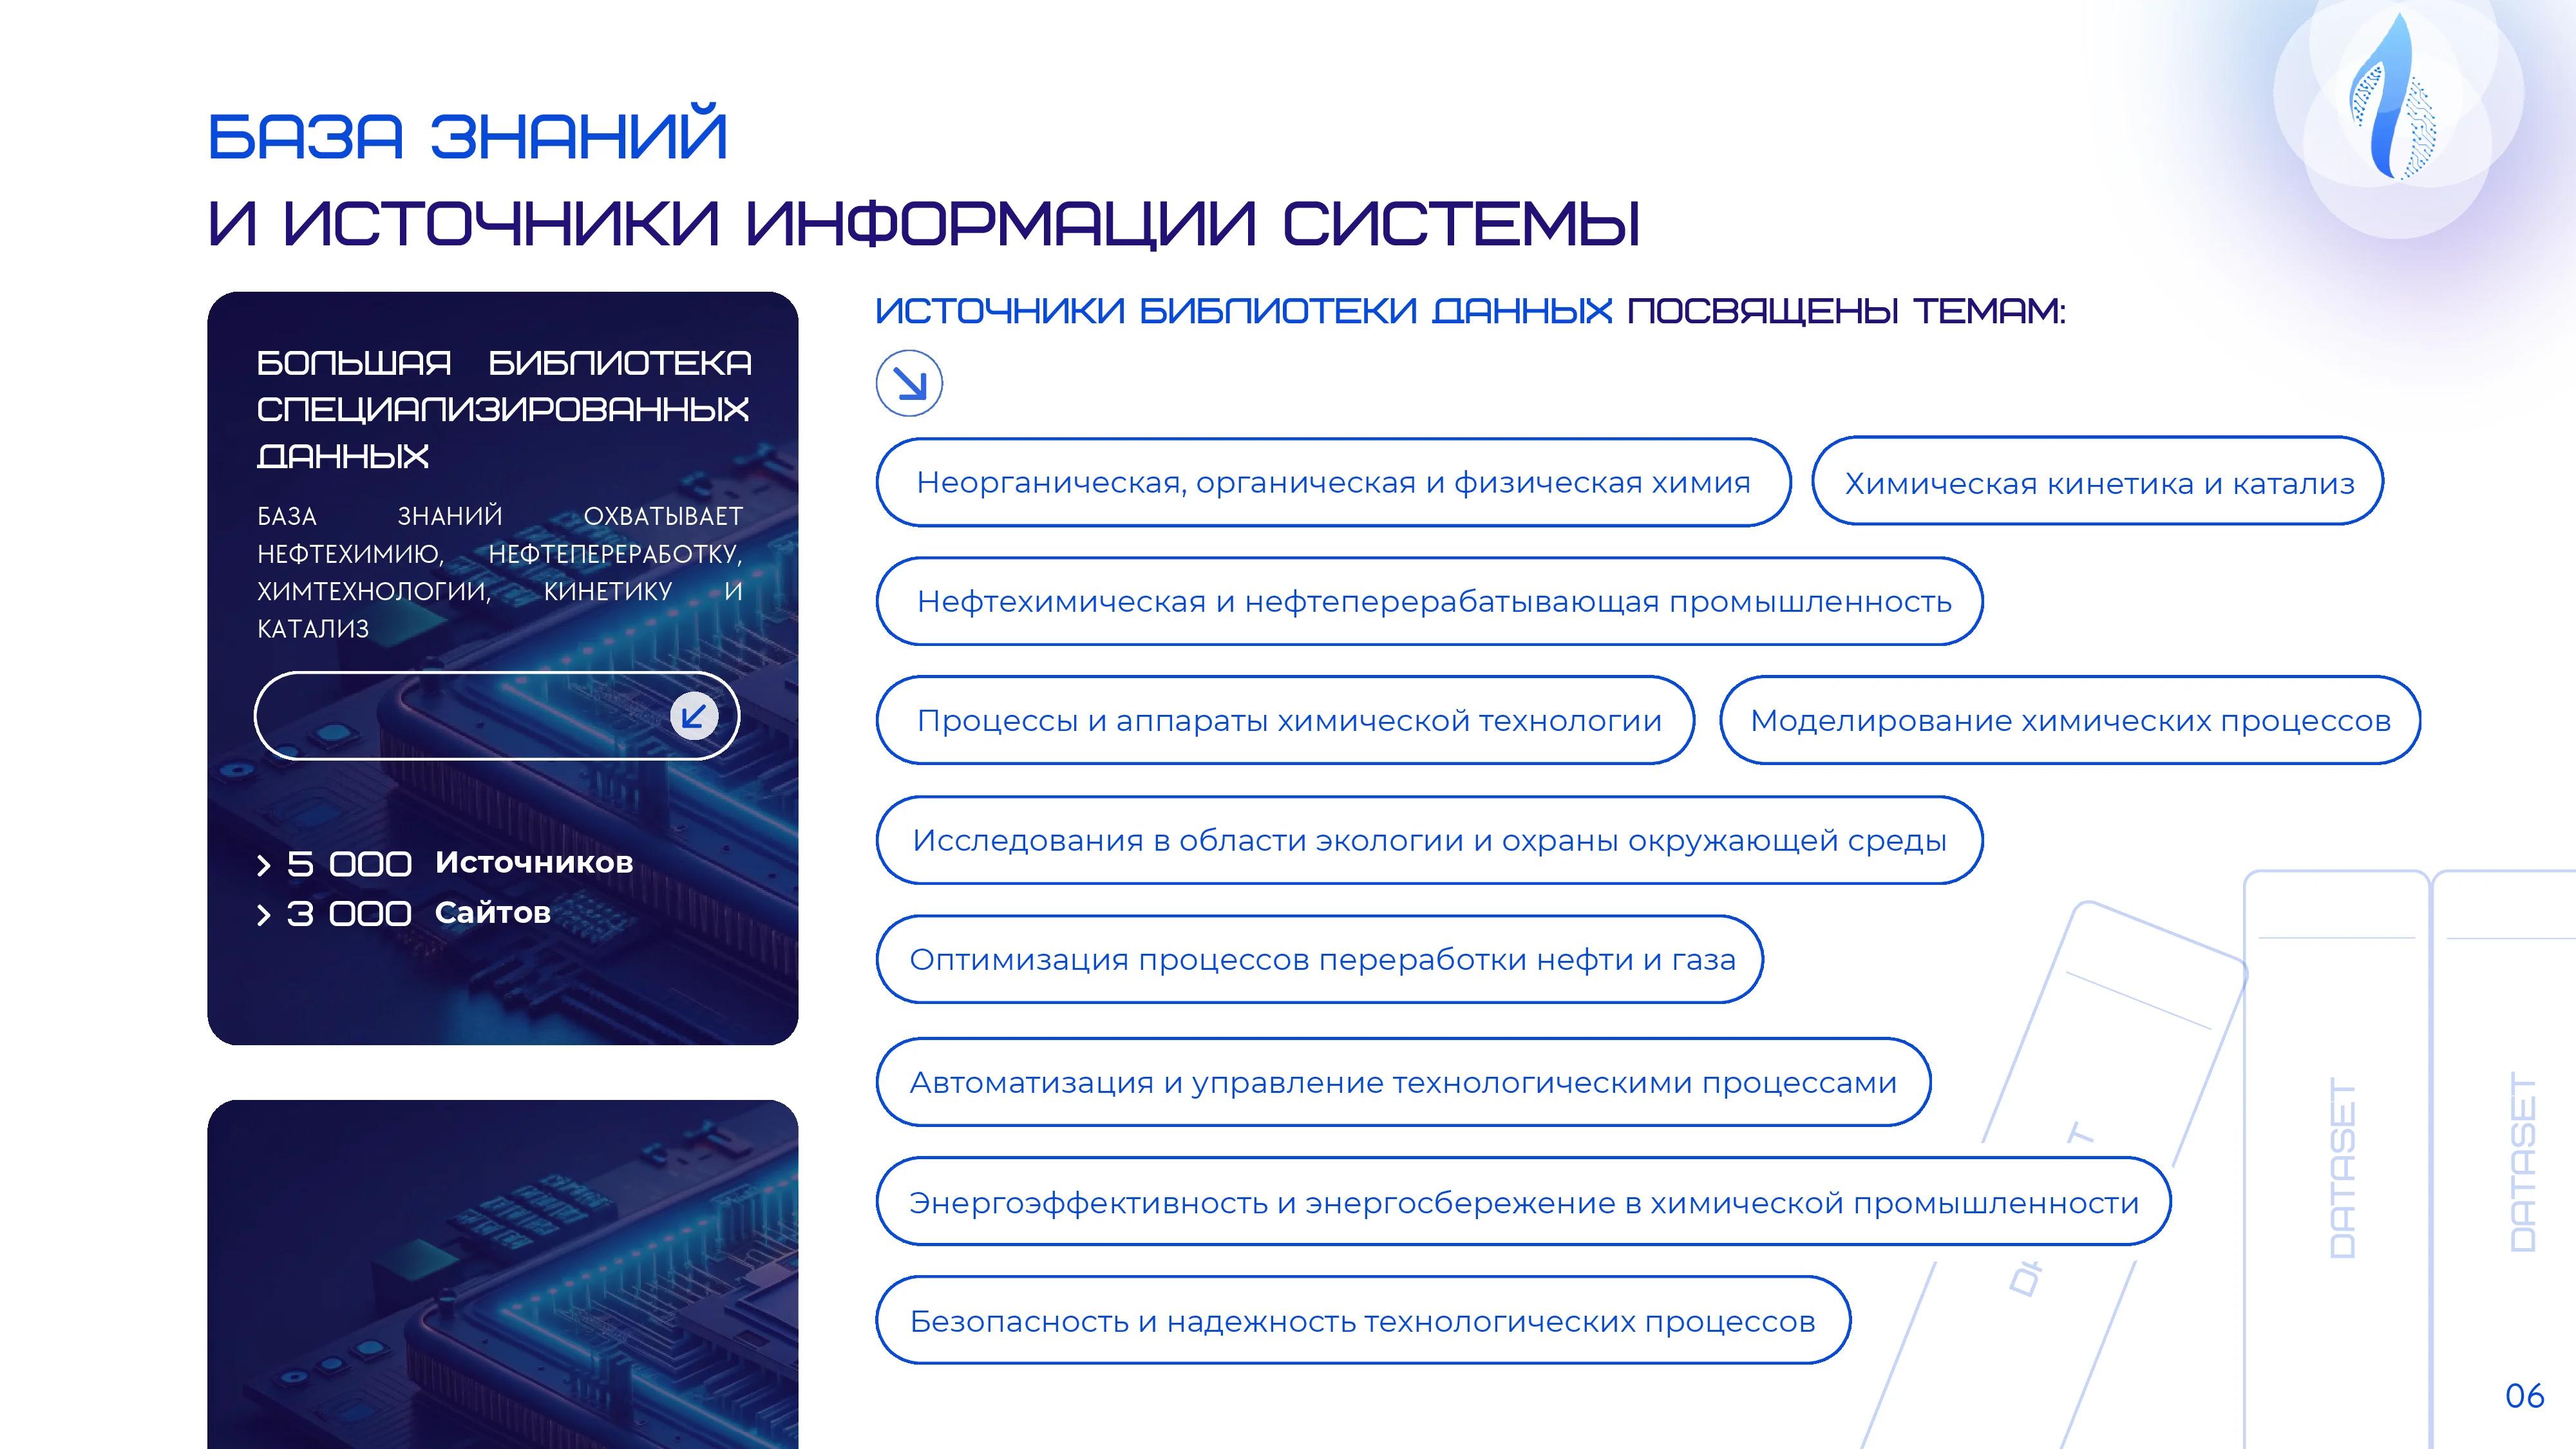 БАЗА ЗНАНИЙ
И ИСТОЧНИКИ ИНФОРМАЦИИ СИСТЕМЫ
БОЛЬШАЯ БИБЛИОТЕКА
СПЕЦИАЛИЗИРОВАННЫХ
ДАННЫХ
БАЗА ЗНАНИЙ ОХВАТЫВАЕТ
НЕФТЕХИМИЮ, НЕФТЕПЕРЕРАБОТКУ,
ХИМТЕХНОЛОГИИ, КИНЕТИКУ И
КАТАЛИЗ
> 5 000 Источников
> 3 000 Сайтов
ИСТОЧНИКИ БИБЛИОТЕКИ ДАННЫХ ПОСВЯЩЕНЫ ТЕМАМ:
Неорганическая, органическая и физическая химия
Химическая кинетика и катализ
Нефтехимическая и нефтеперерабатывающая промышленность
Процессы и аппараты химической технологии
Моделирование химических процессов
Исследования в области экологии и охраны окружающей среды
Оптимизация процессов переработки нефти и газа
Автоматизация и управление технологическими процессами
Энергоэффективность и энергосбережение в химической промышленности
Безопасность и надежность технологических процессов
DATASET
DATASET
06